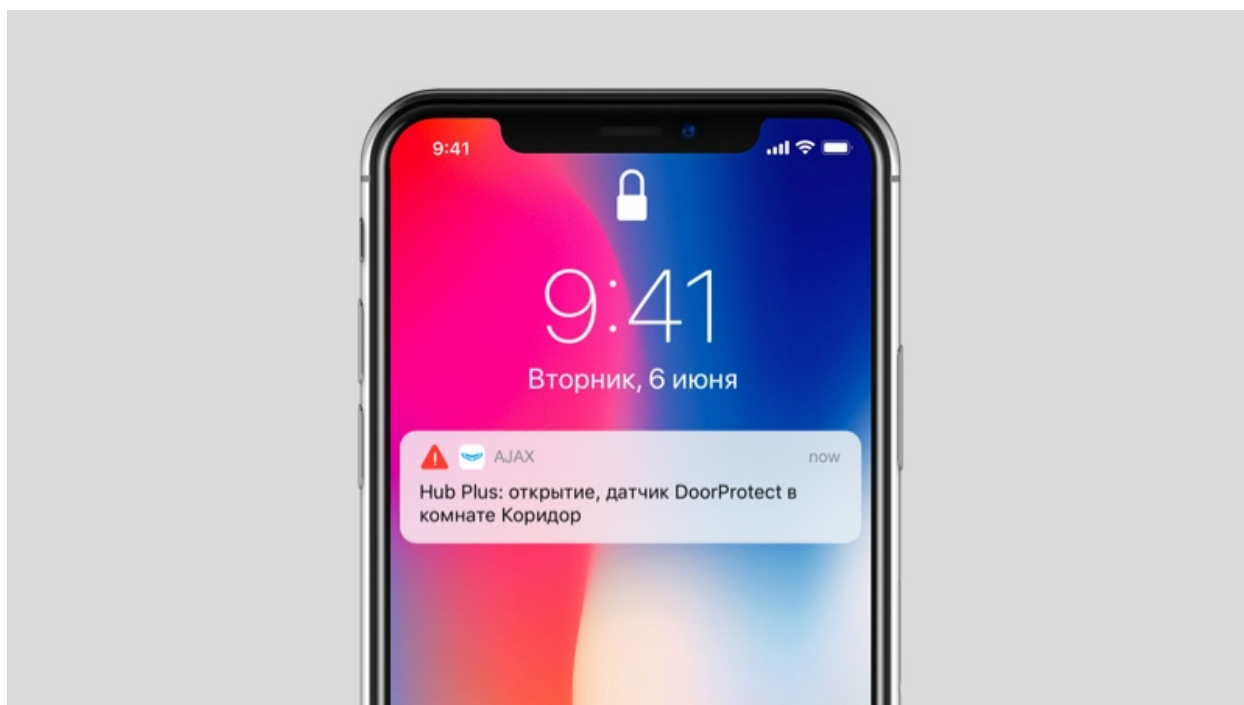 9:41
9:41
Вторник, 6 июня
AJAX now
Hub Plus: открытие, датчик DoorProtect в
комнате Коридор